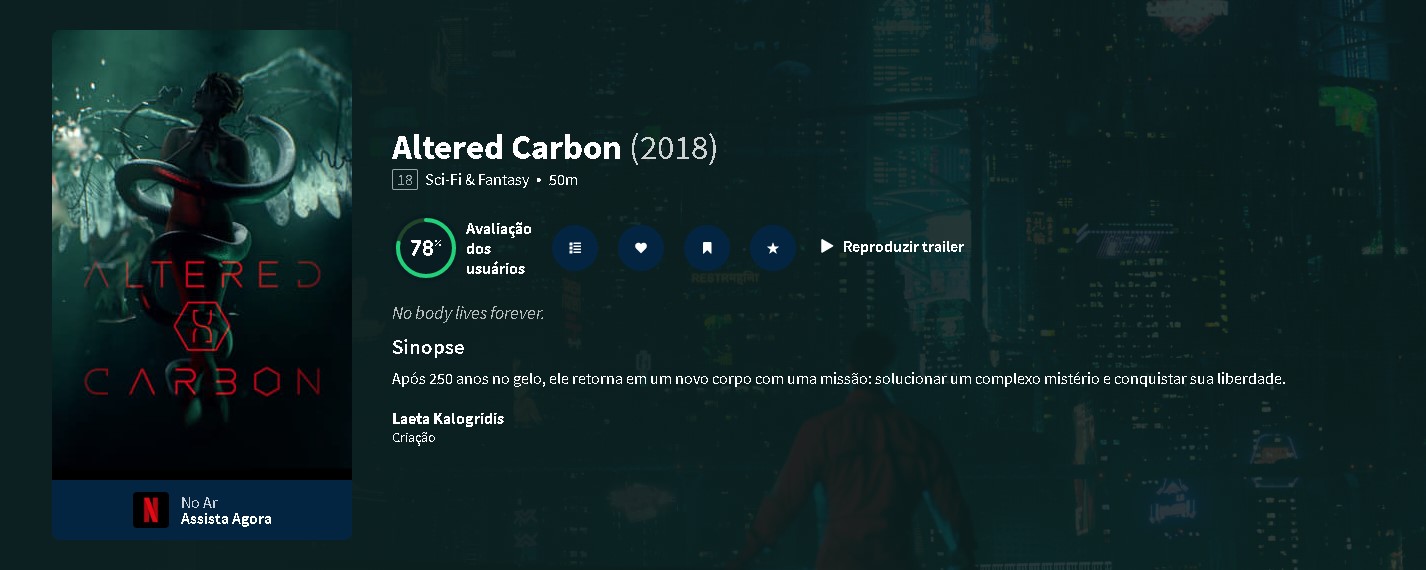 ALTERED
CARBON
No Ar
Assista Agora
Altered Carbon (2018)
18 Sci-Fi & Fantasy • 50m
78%
Avaliação
dos
usuários
Reproduzir trailer
No body lives forever.
Sinopse
Após 250 anos no gelo, ele retorna em um novo corpo com uma missão: solucionar um complexo mistério e conquistar sua liberdade.
Laeta Kalogridis
Criação